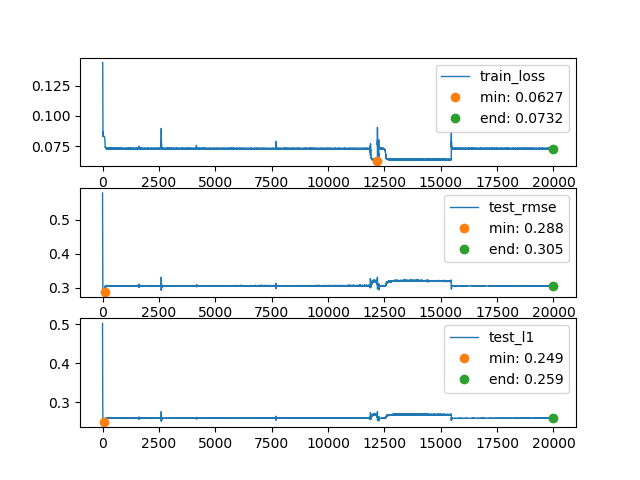 0.125
0.100
0.075
train_loss
min: 0.0627
end: 0.0732
0 2500 5000 7500 10000 12500 15000 17500 20000
0.5
0.4
0.3
test_rmse
min: 0.288
end: 0.305
0 2500 5000 7500 10000 12500 15000 17500 20000
0.5
0.4
0.3
test_l1
min: 0.249
end: 0.259
0 2500 5000 7500 10000 12500 15000 17500 20000